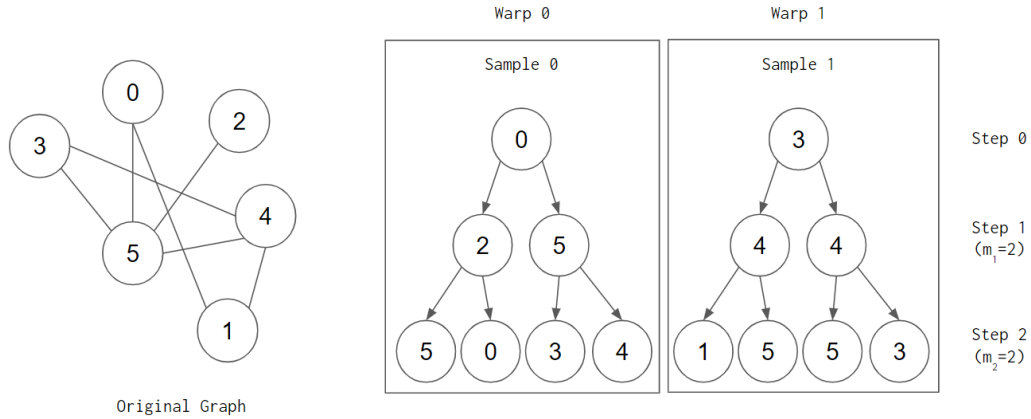 Warp 0 Warp 1
Sample 0 Sample 1
0
2
3
4
5
1
Original Graph
0
2 5
5 0 3 4
3
4 4
1 5 5 3
Step 0
Step 1
(m₁=2)
Step 2
(m₂=2)